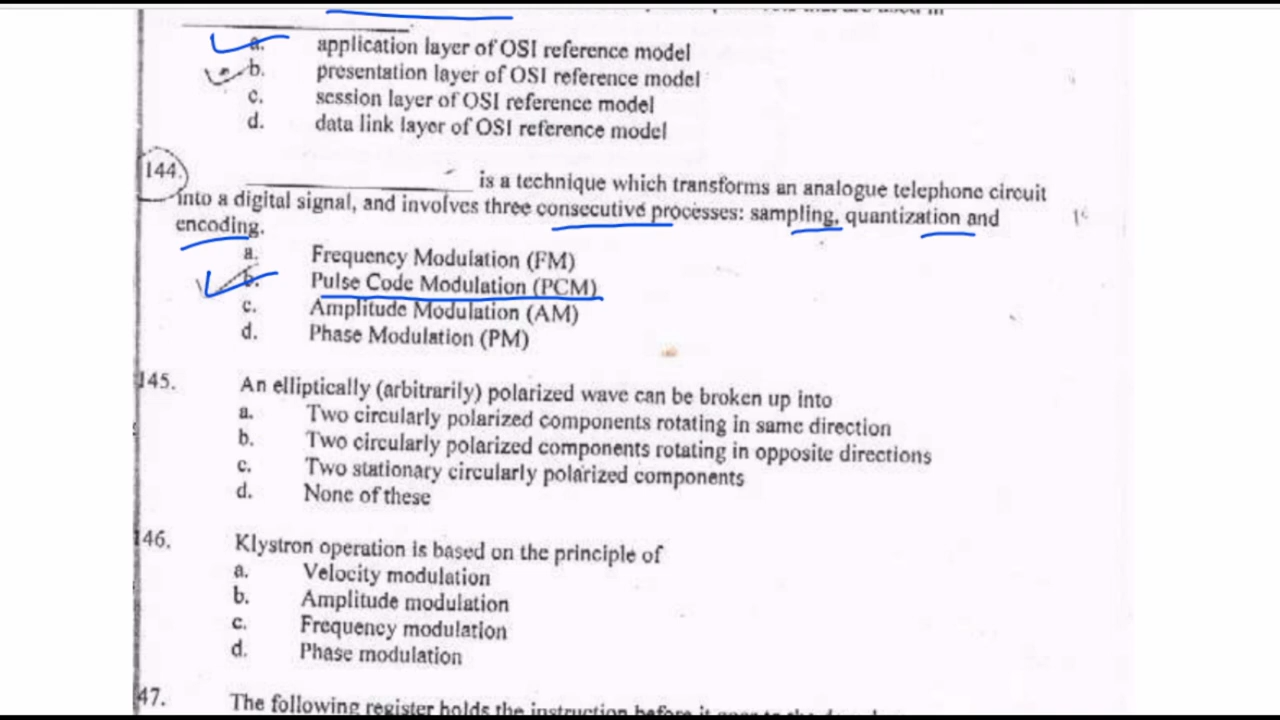 a. application layer of OSI reference model
b. presentation layer of OSI reference model
c. session layer of OSI reference model
d. data link layer of OSI reference model
144. ______ is a technique which transforms an analogue telephone circuit
into a digital signal, and involves three consecutive processes: sampling, quantization and
encoding.
a. Frequency Modulation (FM)
b. Pulse Code Modulation (PCM)
c. Amplitude Modulation (AM)
d. Phase Modulation (PM)
145. An elliptically (arbitrarily) polarized wave can be broken up into
a. Two circularly polarized components rotating in same direction
b. Two circularly polarized components rotating in opposite directions
c. Two stationary circularly polarized components
d. None of these
146. Klystron operation is based on the principle of
a. Velocity modulation
b. Amplitude modulation
c. Frequency modulation
d. Phase modulation
47. The following register holds the instruction before it goes to the